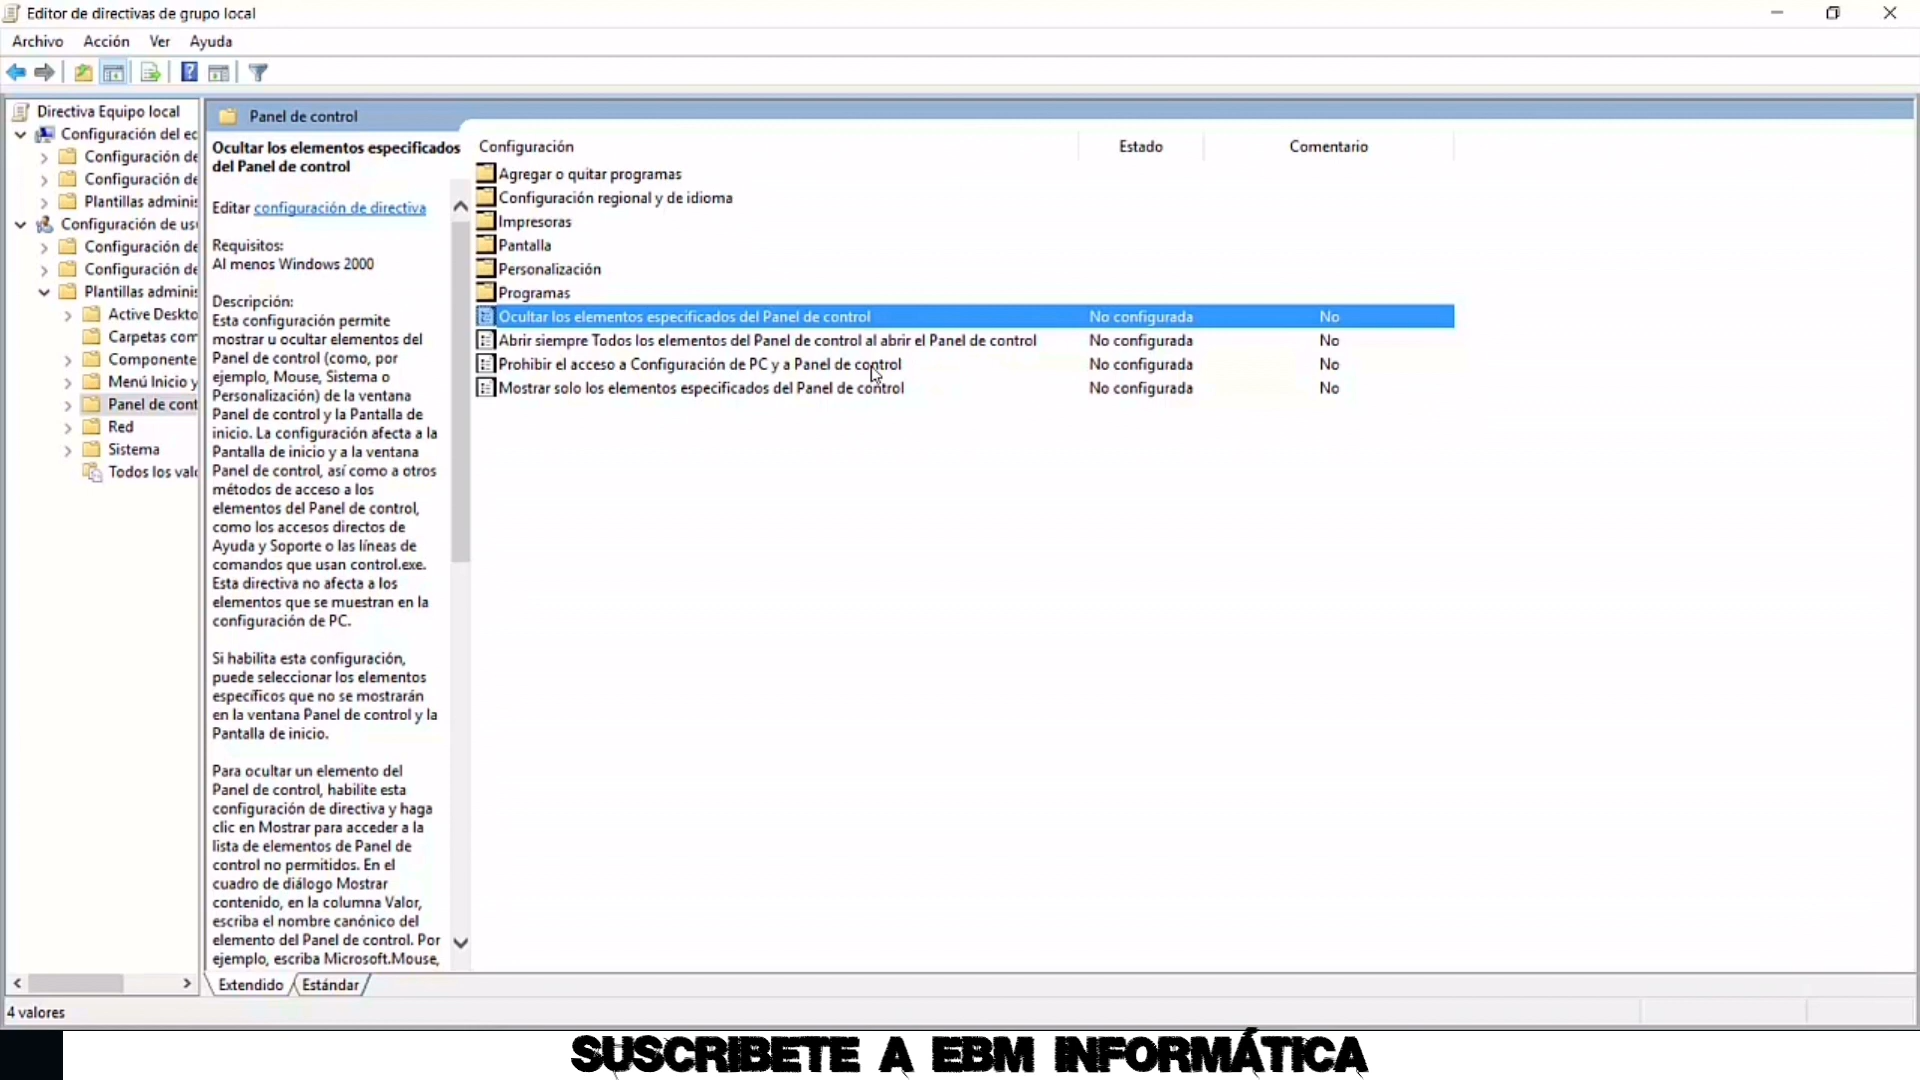 Editor de directivas de grupo local
Archivo Acción Ver Ayuda
Directiva Equipo local
Configuración del ec
Configuración de
Configuración de
Plantillas adminis
Configuración de us
Configuración de
Configuración de
Plantillas adminis
Active Deskto
Carpetas com
Componente
Menú Inicio y
Panel de cont
Red
Sistema
Todos los valo
Panel de control
Ocultar los elementos especificados
del Panel de control
Editar configuración de directiva
Requisitos:
Al menos Windows 2000
Descripción:
Esta configuración permite
mostrar u ocultar elementos del
Panel de control (como, por
ejemplo, Mouse, Sistema o
Personalización) de la ventana
Panel de control y la Pantalla de
inicio. La configuración afecta a la
Pantalla de inicio y a la ventana
Panel de control, así como a otros
métodos de acceso a los
elementos del Panel de control,
como los accesos directos de
Ayuda y Soporte o las líneas de
comandos que usan control.exe.
Esta directiva no afecta a los
elementos que se muestran en la
configuración de PC.
Si habilita esta configuración,
puede seleccionar los elementos
específicos que no se mostrarán
en la ventana Panel de control y la
Pantalla de inicio.
Para ocultar un elemento del
Panel de control, habilite esta
configuración de directiva y haga
clic en Mostrar para acceder a la
lista de elementos de Panel de
control no permitidos. En el
cuadro de diálogo Mostrar
contenido, en la columna Valor,
escriba el nombre canónico del
elemento del Panel de control. Por
ejemplo, escriba Microsoft.Mouse,
Configuración Estado Comentario
Agregar o quitar programas
Configuración regional y de idioma
Impresoras
Pantalla
Personalización
Programas
Ocultar los elementos especificados del Panel de control No configurada No
Abrir siempre Todos los elementos del Panel de control al abrir el Panel de control No configurada No
Prohibir el acceso a Configuración de PC y a Panel de control No configurada No
Mostrar solo los elementos especificados del Panel de control No configurada No
Extendido Estándar
4 valores
SUSCRIBETE A EBM INFORMÁTICA